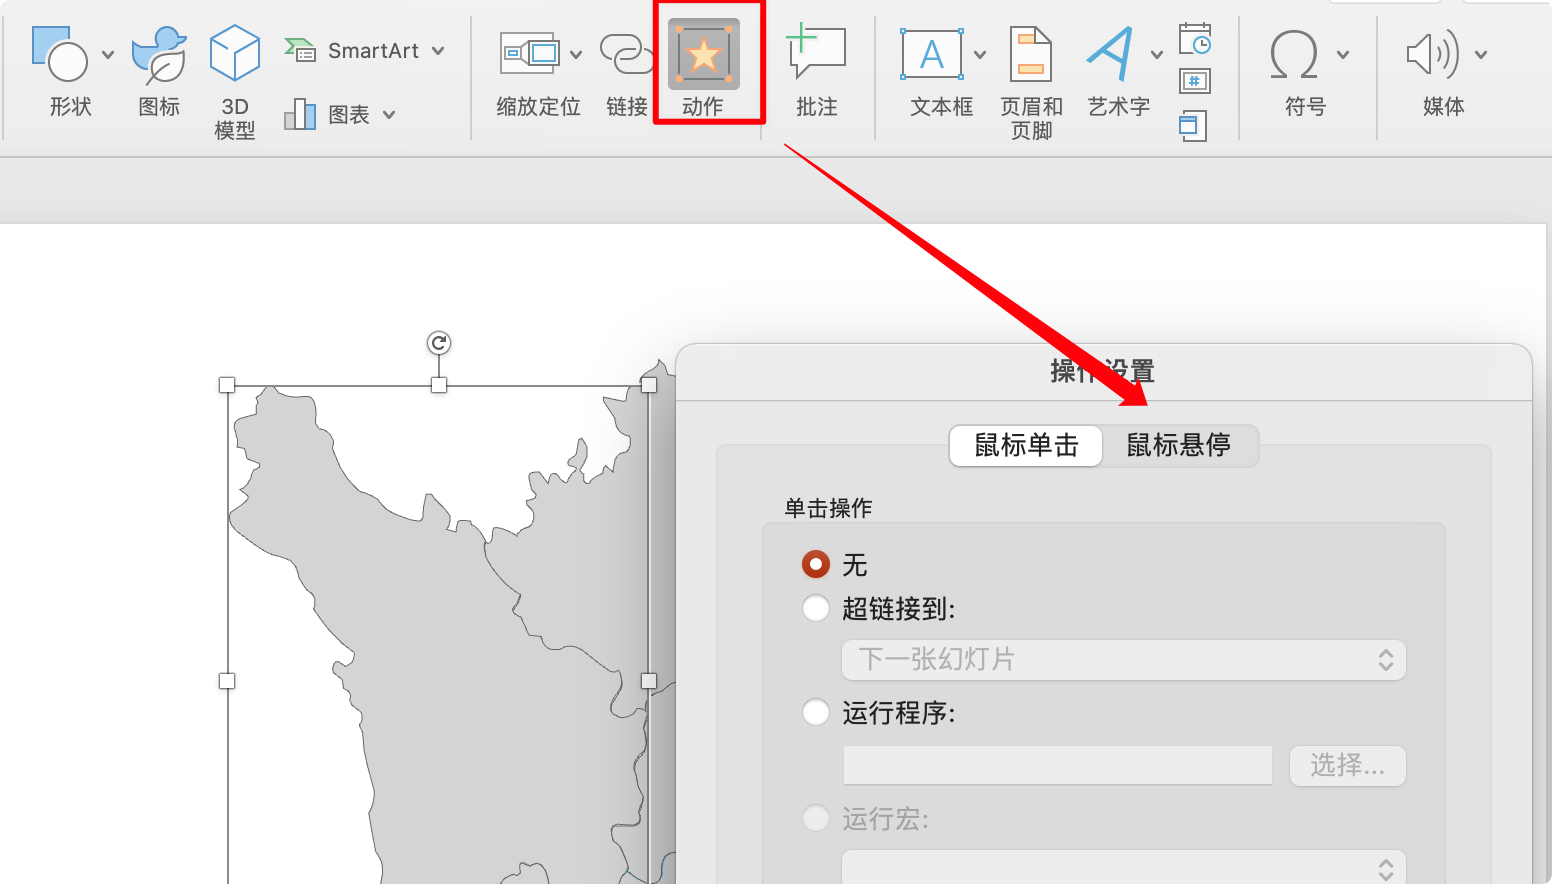 形状
图标
3D
模型
SmartArt
图表
缩放定位
链接
动作
批注
A
文本框
页眉和
页脚
艺术字
#
符号
媒体
操作设置
鼠标单击
鼠标悬停
单击操作
无
超链接到:
下一张幻灯片
运行程序:
选择...
运行宏: